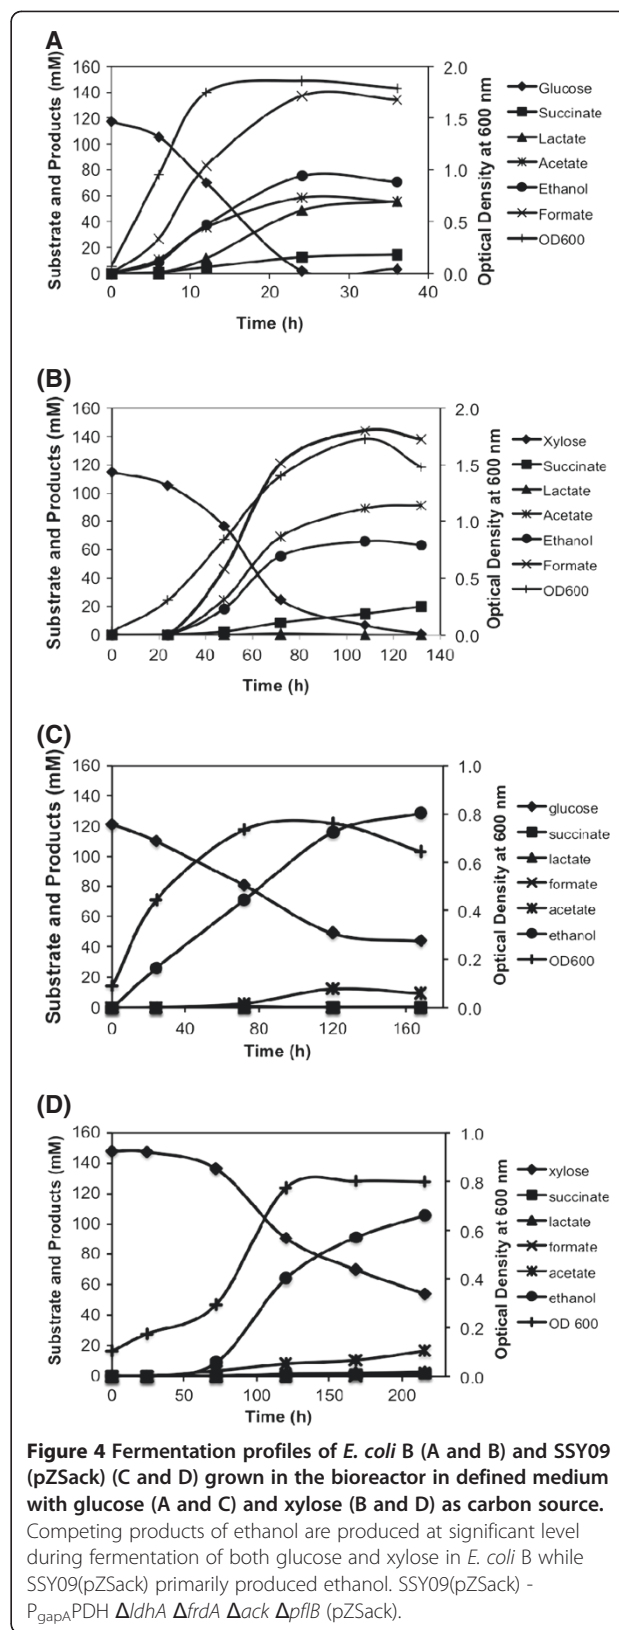 A
Substrate and Products (mM)
160
140
120
100
80
60
40
20
0
2.0
1.5
1.0
0.5
0.0
Optical Density at 600 nm
0 10 20 30 40
Time (h)
Glucose
Succinate
Lactate
Acetate
Ethanol
Formate
OD600
(B)
Substrate and Products (mM)
160
140
120
100
80
60
40
20
0
2.0
1.5
1.0
0.5
0.0
Optical Density at 600 nm
0 20 40 60 80 100 120 140
Time (h)
Xylose
Succinate
Lactate
Acetate
Ethanol
Formate
OD600
(C)
Substrate and Products (mM)
160
140
120
100
80
60
40
20
0
1.0
0.8
0.6
0.4
0.2
0.0
Optical Density at 600 nm
0 40 80 120 160
Time (h)
glucose
succinate
lactate
formate
acetate
ethanol
OD600
(D)
Substrate and Products (mM)
160
140
120
100
80
60
40
20
0
1.0
0.8
0.6
0.4
0.2
0.0
Optical Density at 600 nm
0 50 100 150 200
Time (h)
xylose
succinate
lactate
formate
acetate
ethanol
OD 600
Figure 4 Fermentation profiles of E. coli B (A and B) and SSY09
(pZSack) (C and D) grown in the bioreactor in defined medium
with glucose (A and C) and xylose (B and D) as carbon source.
Competing products of ethanol are produced at significant level
during fermentation of both glucose and xylose in E. coli B while
SSY09(pZSack) primarily produced ethanol. SSY09(pZSack) -
PgapAPDH ΔldhA ΔfrdA Δack ΔpflB (pZSack).